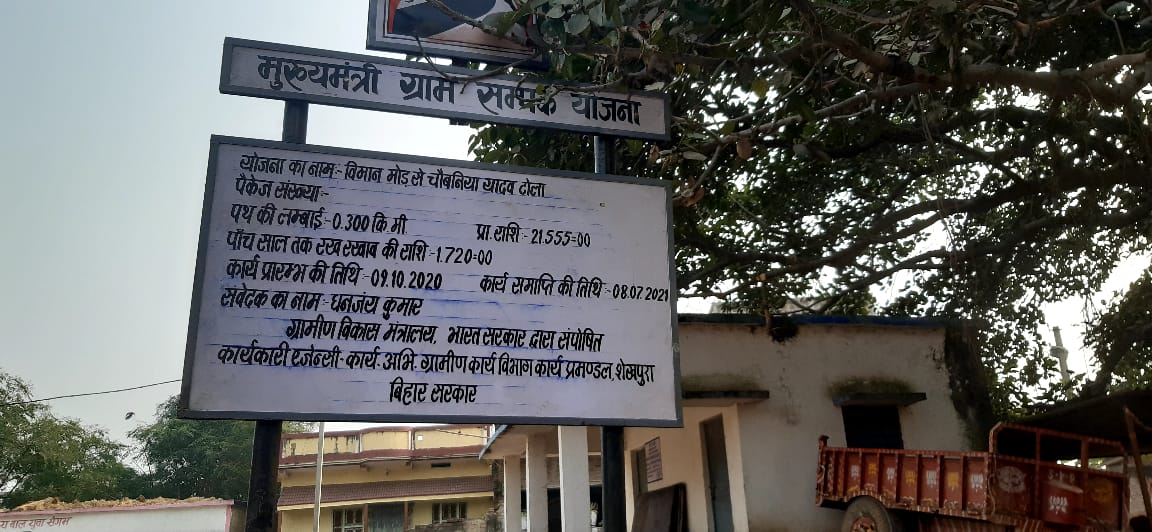 मुख्यमंत्री ग्राम सम्पर्क योजना
योजना का नाम:- विमान मोड़ से चौबनिया यादव टोला
पैकेज संख्या:-
पथ की लम्बाई:-0.300 कि.मी. प्रा. राशि:- 21.555=00
पाँच साल तक रख रखाव की राशि:-1.720=00
कार्य प्रारम्भ की तिथि:-09.10.2020 कार्य समाप्ति की तिथि:-08.07.2021
संवेदक का नाम:- धनजंय कुमार
ग्रामीण विकास मंत्रालय, भारत सरकार द्वारा संपोषित
कार्यकारी एजेन्सी-कार्य. अभि. ग्रामीण कार्य विभाग कार्य प्रमण्डल, शेखपुरा
बिहार सरकार